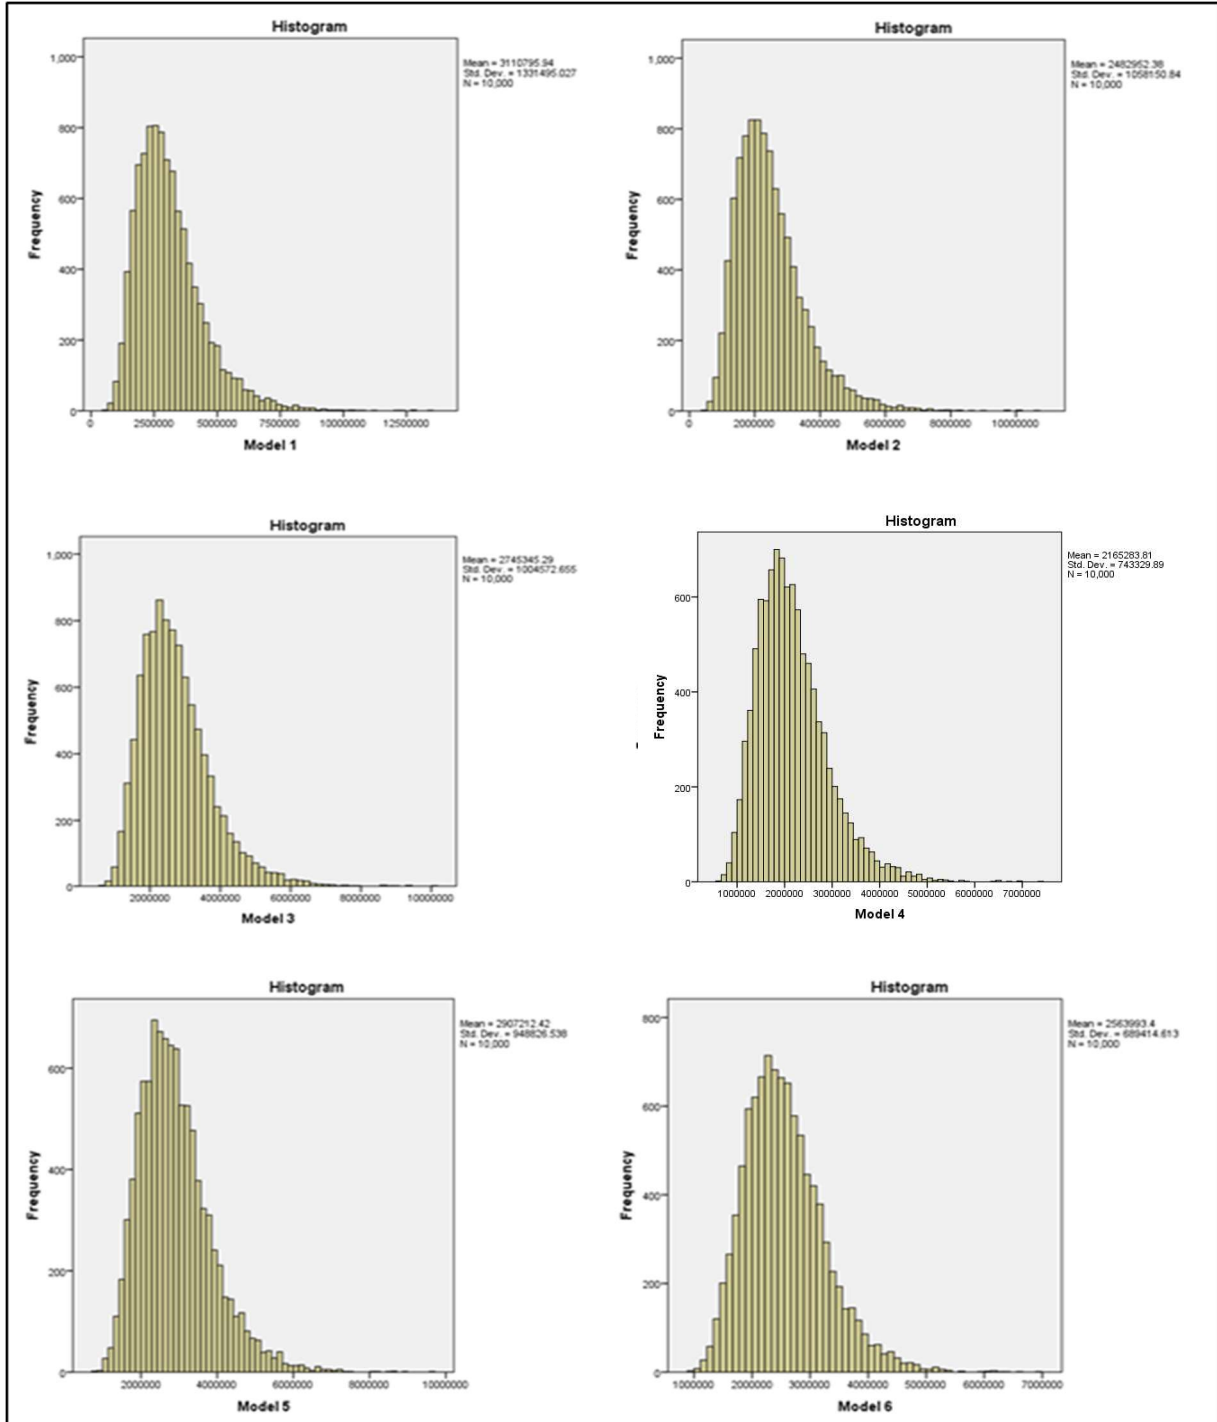 Histogram
1,000
800
600
400
200
0
Frequency
0 2500000 5000000 7500000 10000000 12500000
Model 1
Mean = 3110795.94
Std. Dev. = 1331495.027
N = 10,000
Histogram
1,000
800
600
400
200
0
Frequency
0 2000000 4000000 6000000 8000000 10000000
Model 2
Mean = 2482952.38
Std. Dev. = 1058150.84
N = 10,000
Histogram
1,000
800
600
400
200
0
Frequency
2000000 4000000 6000000 8000000 10000000
Model 3
Mean = 2745345.29
Std. Dev. = 1004572.655
N = 10,000
Histogram
600
400
200
0
Frequency
1000000 2000000 3000000 4000000 5000000 6000000 7000000
Model 4
Mean = 2165283.81
Std. Dev. = 743329.89
N = 10,000
Histogram
600
400
200
0
Frequency
2000000 4000000 6000000 8000000 10000000
Model 5
Mean = 2907212.42
Std. Dev. = 948826.538
N = 10,000
Histogram
800
600
400
200
0
Frequency
1000000 2000000 3000000 4000000 5000000 6000000 7000000
Model 6
Mean = 2563993.4
Std. Dev. = 689414.613
N = 10,000